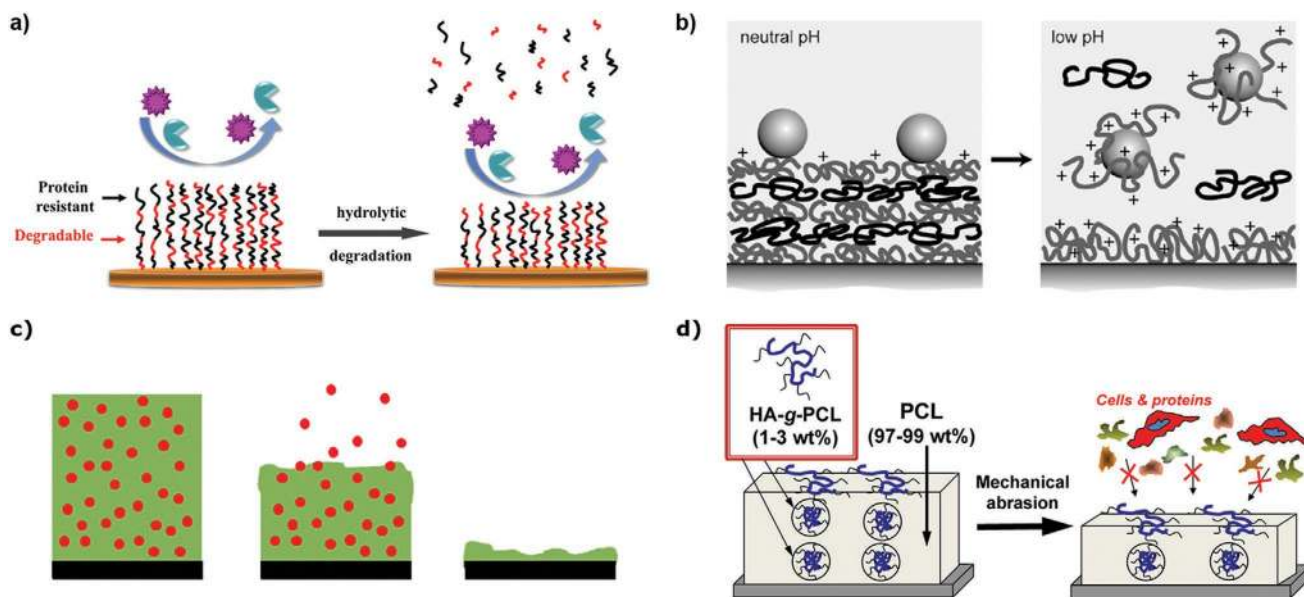 a)
Protein
resistant
Degradable
hydrolytic
degradation
b)
neutral pH
low pH
+ + + +
+ + + + + + + + + + + + + + + + + + + +
c)
d)
HA-g-PCL
(1-3 wt%)
PCL
(97-99 wt%)
Mechanical
abrasion
Cells & proteins